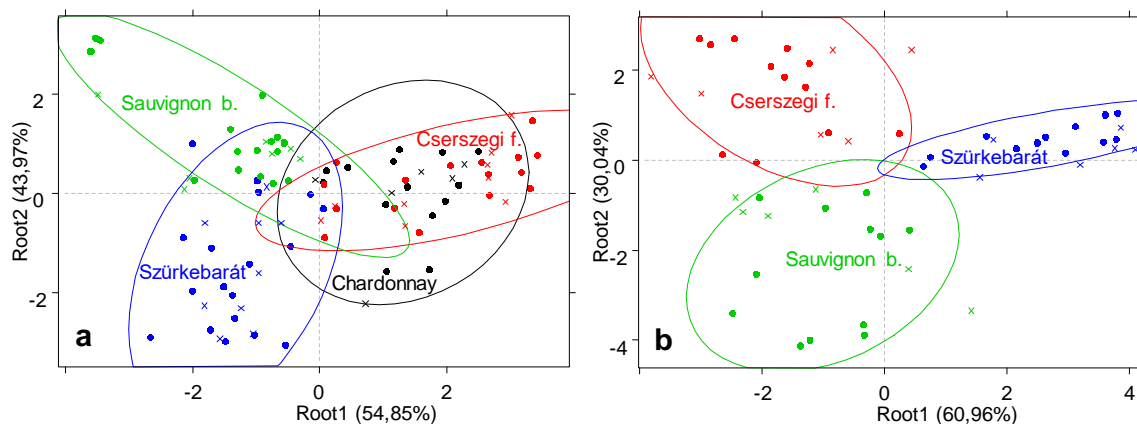 Root2 (43,97%)
2
0
-2
Sauvignon b.
Cserszegi f.
Szürkebarát
Chardonnay
a
-2
0
2
Root1 (54,85%)
Root2 (30,04%)
2
0
-2
-4
Cserszegi f.
Szürkebarát
Sauvignon b.
b
-2
0
2
4
Root1 (60,96%)